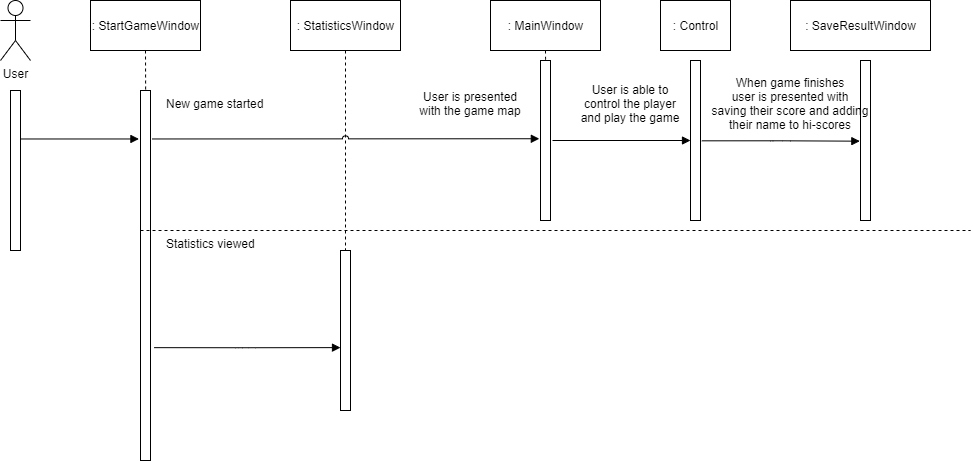 : StartGameWindow
: StatisticsWindow
: MainWindow
: Control
: SaveResultWindow
User
New game started
User is presented
with the game map
User is able to
control the player
and play the game
When game finishes
user is presented with
saving their score and adding
their name to hi-scores
Statistics viewed